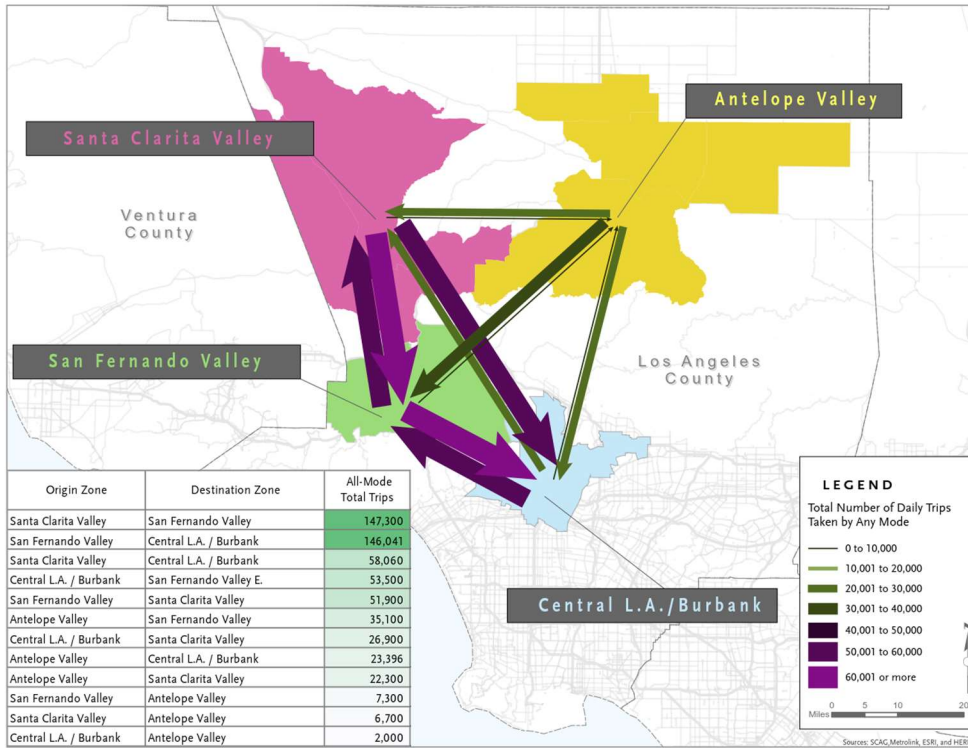 Antelope Valley
Santa Clarita Valley
Ventura
County
San Fernando Valley
Los Angeles
County
Central L.A./Burbank
Origin Zone Destination Zone All-Mode
Total Trips
Santa Clarita Valley San Fernando Valley 147,300
San Fernando Valley Central L.A. / Burbank 146,041
Santa Clarita Valley Central L.A. / Burbank 58,060
Central L.A. / Burbank San Fernando Valley E. 53,500
San Fernando Valley Santa Clarita Valley 51,900
Antelope Valley San Fernando Valley 35,100
Central L.A. / Burbank Santa Clarita Valley 26,900
Antelope Valley Central L.A. / Burbank 23,396
Antelope Valley Santa Clarita Valley 22,300
San Fernando Valley Antelope Valley 7,300
Santa Clarita Valley Antelope Valley 6,700
Central L.A. / Burbank Antelope Valley 2,000
LEGEND
Total Number of Daily Trips
Taken by Any Mode
0 to 10,000
10,001 to 20,000
20,001 to 30,000
30,001 to 40,000
40,001 to 50,000
50,001 to 60,000
60,001 or more
0 5 10 20
Miles
Sources: SCAG, Metrolink, ESRI, and